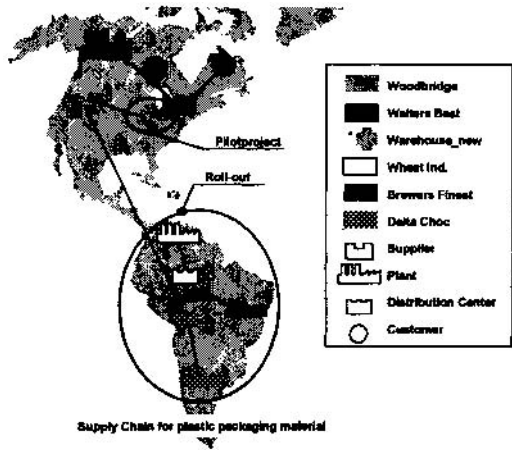 Pilotproject
Roll-out
Supply Chain for plastic packaging material
Woodbridge
Walters Best
Warehouse_new
Wheat Ind.
Brewers Finest
Delta Choc
Supplier
Plant
Distribution Center
Customer